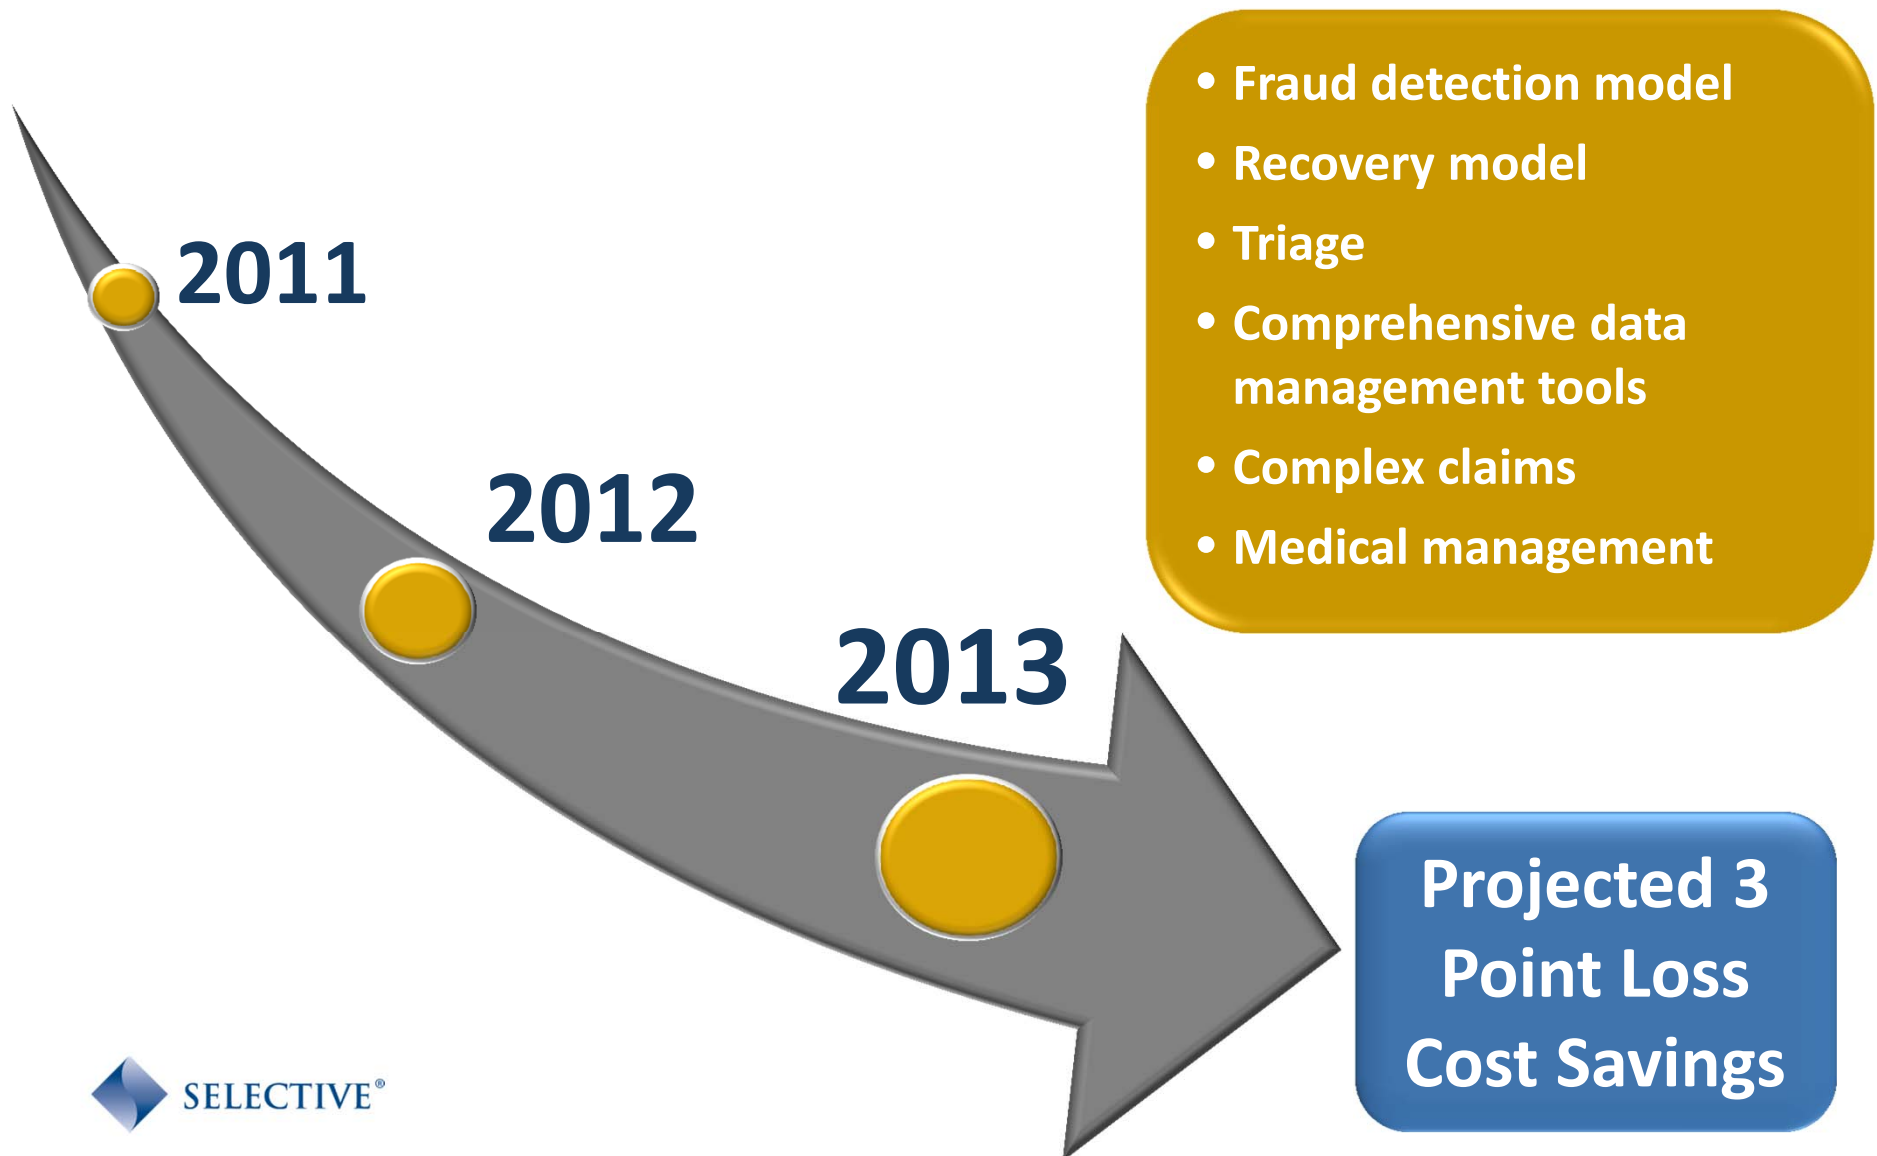 • Fraud detection model
• Recovery model
• Triage
• Comprehensive data
management tools
• Complex claims
• Medical management
2011
2012
2013
Projected 3
Point Loss
Cost Savings
SELECTIVE®